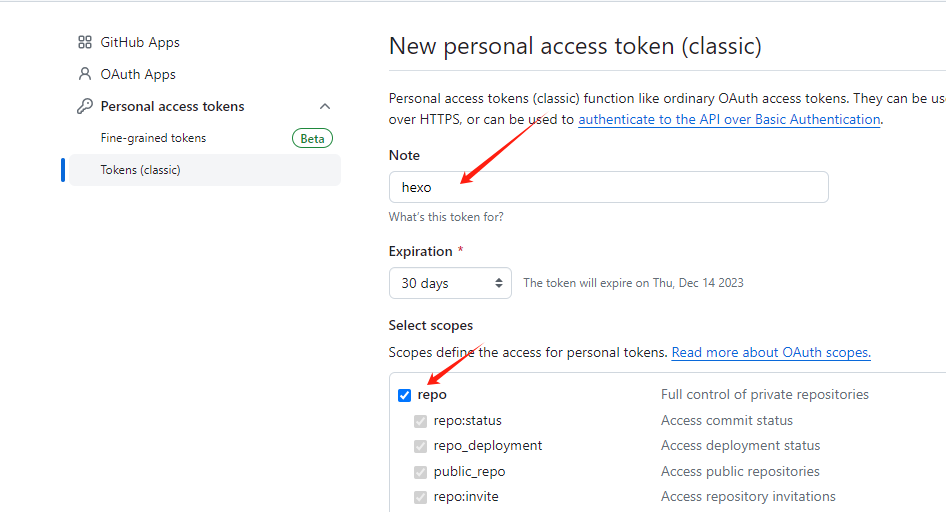 GitHub Apps
OAuth Apps
Personal access tokens
Fine-grained tokens Beta
Tokens (classic)
New personal access token (classic)
Personal access tokens (classic) function like ordinary OAuth access tokens. They can be
over HTTPS, or can be used to authenticate to the API over Basic Authentication.
Note
hexo
What's this token for?
Expiration *
30 days The token will expire on Thu, Dec 14 2023
Select scopes
Scopes define the access for personal tokens. Read more about OAuth scopes.
repo Full control of private repositories
repo:status Access commit status
repo_deployment Access deployment status
public_repo Access public repositories
repo:invite Access repository invitations